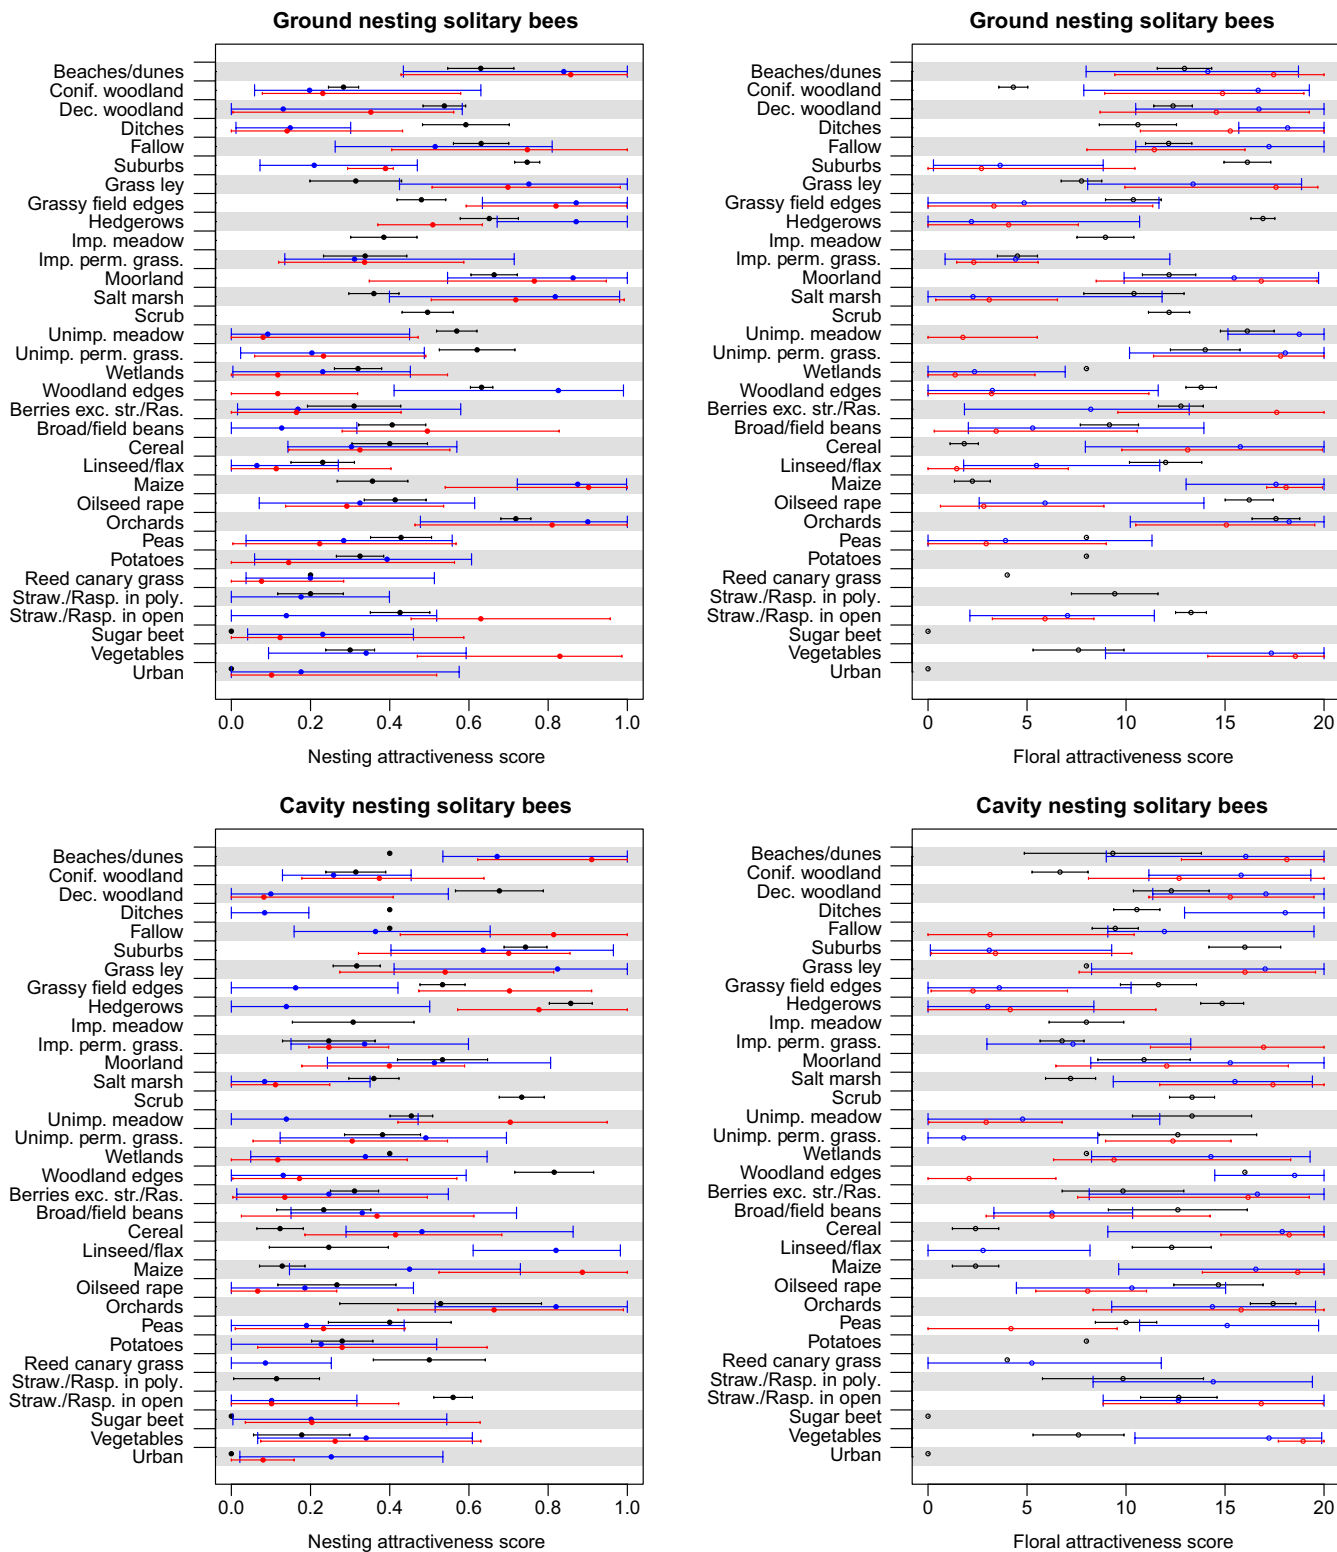 Ground nesting solitary bees
Beaches/dunes
Conif. woodland
Dec. woodland
Ditches
Fallow
Suburbs
Grass ley
Grassy field edges
Hedgerows
Imp. meadow
Imp. perm. grass.
Moorland
Salt marsh
Scrub
Unimp. meadow
Unimp. perm. grass.
Wetlands
Woodland edges
Berries exc. str./Ras.
Broad/field beans
Cereal
Linseed/flax
Maize
Oilseed rape
Orchards
Peas
Potatoes
Reed canary grass
Straw./Rasp. in poly.
Straw./Rasp. in open
Sugar beet
Vegetables
Urban
0.0 0.2 0.4 0.6 0.8 1.0
Nesting attractiveness score
Ground nesting solitary bees
Beaches/dunes
Conif. woodland
Dec. woodland
Ditches
Fallow
Suburbs
Grass ley
Grassy field edges
Hedgerows
Imp. meadow
Imp. perm. grass.
Moorland
Salt marsh
Scrub
Unimp. meadow
Unimp. perm. grass.
Wetlands
Woodland edges
Berries exc. str./Ras.
Broad/field beans
Cereal
Linseed/flax
Maize
Oilseed rape
Orchards
Peas
Potatoes
Reed canary grass
Straw./Rasp. in poly.
Straw./Rasp. in open
Sugar beet
Vegetables
Urban
0 5 10 15 20
Floral attractiveness score
Cavity nesting solitary bees
Beaches/dunes
Conif. woodland
Dec. woodland
Ditches
Fallow
Suburbs
Grass ley
Grassy field edges
Hedgerows
Imp. meadow
Imp. perm. grass.
Moorland
Salt marsh
Scrub
Unimp. meadow
Unimp. perm. grass.
Wetlands
Woodland edges
Berries exc. str./Ras.
Broad/field beans
Cereal
Linseed/flax
Maize
Oilseed rape
Orchards
Peas
Potatoes
Reed canary grass
Straw./Rasp. in poly.
Straw./Rasp. in open
Sugar beet
Vegetables
Urban
0.0 0.2 0.4 0.6 0.8 1.0
Nesting attractiveness score
Cavity nesting solitary bees
Beaches/dunes
Conif. woodland
Dec. woodland
Ditches
Fallow
Suburbs
Grass ley
Grassy field edges
Hedgerows
Imp. meadow
Imp. perm. grass.
Moorland
Salt marsh
Scrub
Unimp. meadow
Unimp. perm. grass.
Wetlands
Woodland edges
Berries exc. str./Ras.
Broad/field beans
Cereal
Linseed/flax
Maize
Oilseed rape
Orchards
Peas
Potatoes
Reed canary grass
Straw./Rasp. in poly.
Straw./Rasp. in open
Sugar beet
Vegetables
Urban
0 5 10 15 20
Floral attractiveness score